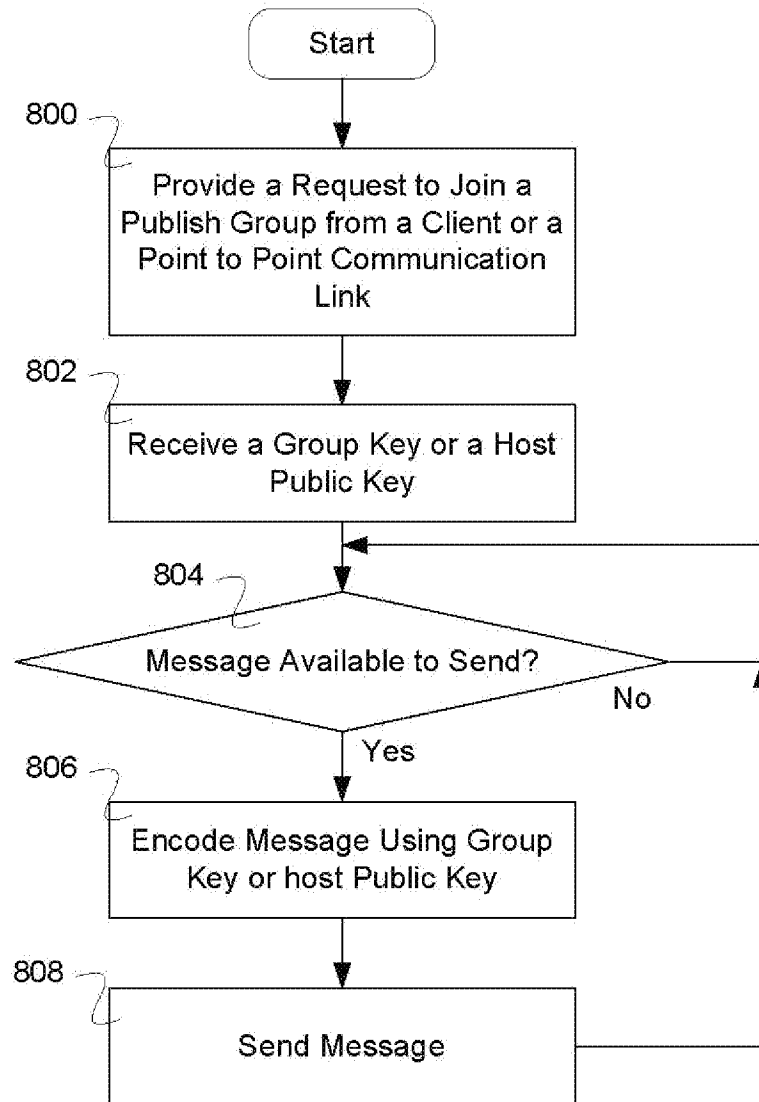 Start
800
Provide a Request to Join a
Publish Group from a Client or a
Point to Point Communication
Link
802
Receive a Group Key or a Host
Public Key
804
Message Available to Send?
No
Yes
806
Encode Message Using Group
Key or host Public Key
808
Send Message